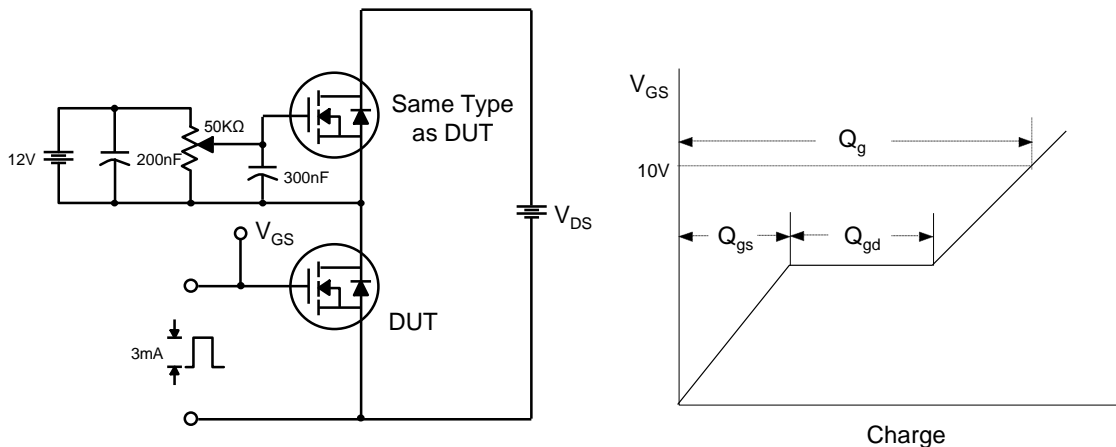 Same Type
as DUT
50KΩ
12V
200nF
300nF
V_GS
V_DS
DUT
3mA
V_GS
Q_g
10V
Q_gs
Q_gd
Charge